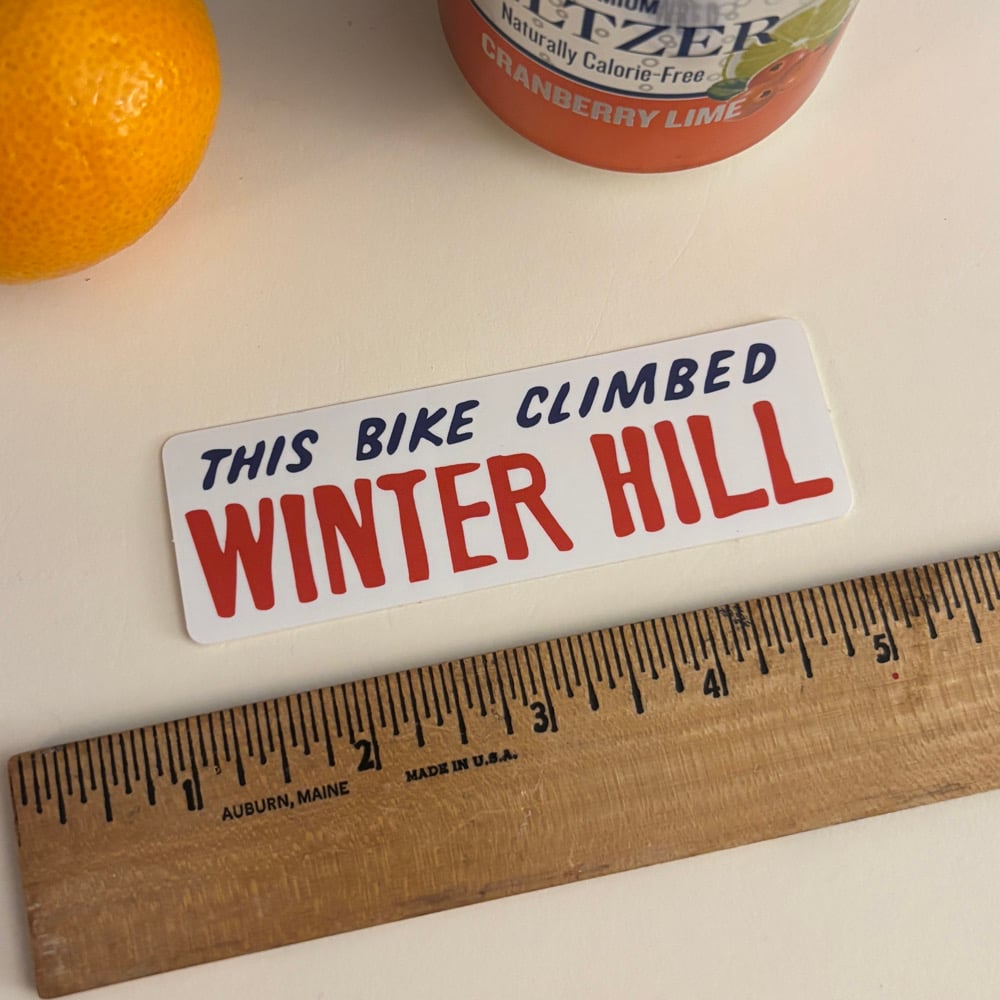 LTZER
Naturally Calorie-Free
CRANBERRY LIME
THIS BIKE CLIMBED
WINTER HILL
1 2 3 4 5
AUBURN, MAINE MADE IN U.S.A.